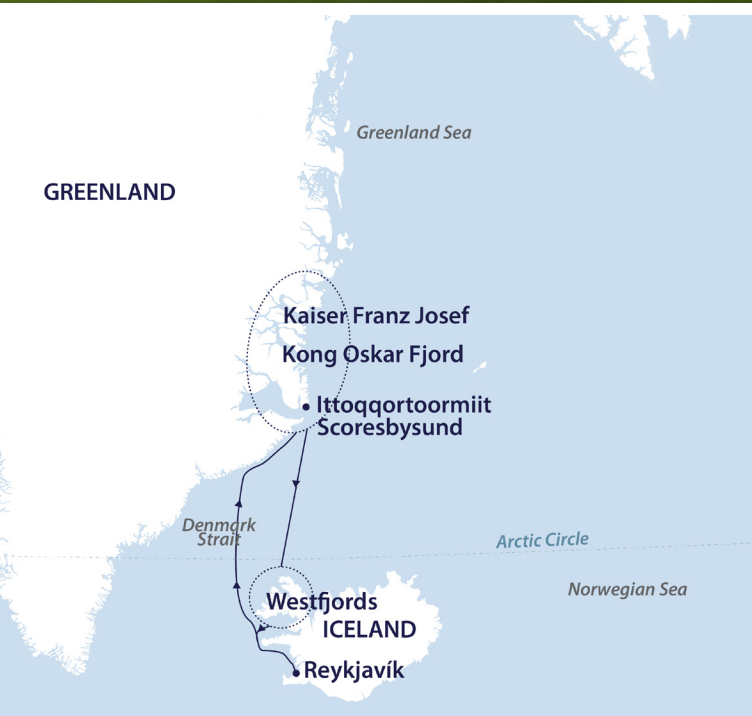 Greenland Sea
GREENLAND
Kaiser Franz Josef
Kong Oskar Fjord
Ittoqqortoormiit
Scoresbysund
Denmark
Strait
Arctic Circle
Norwegian Sea
Westfjords
ICELAND
Reykjavík